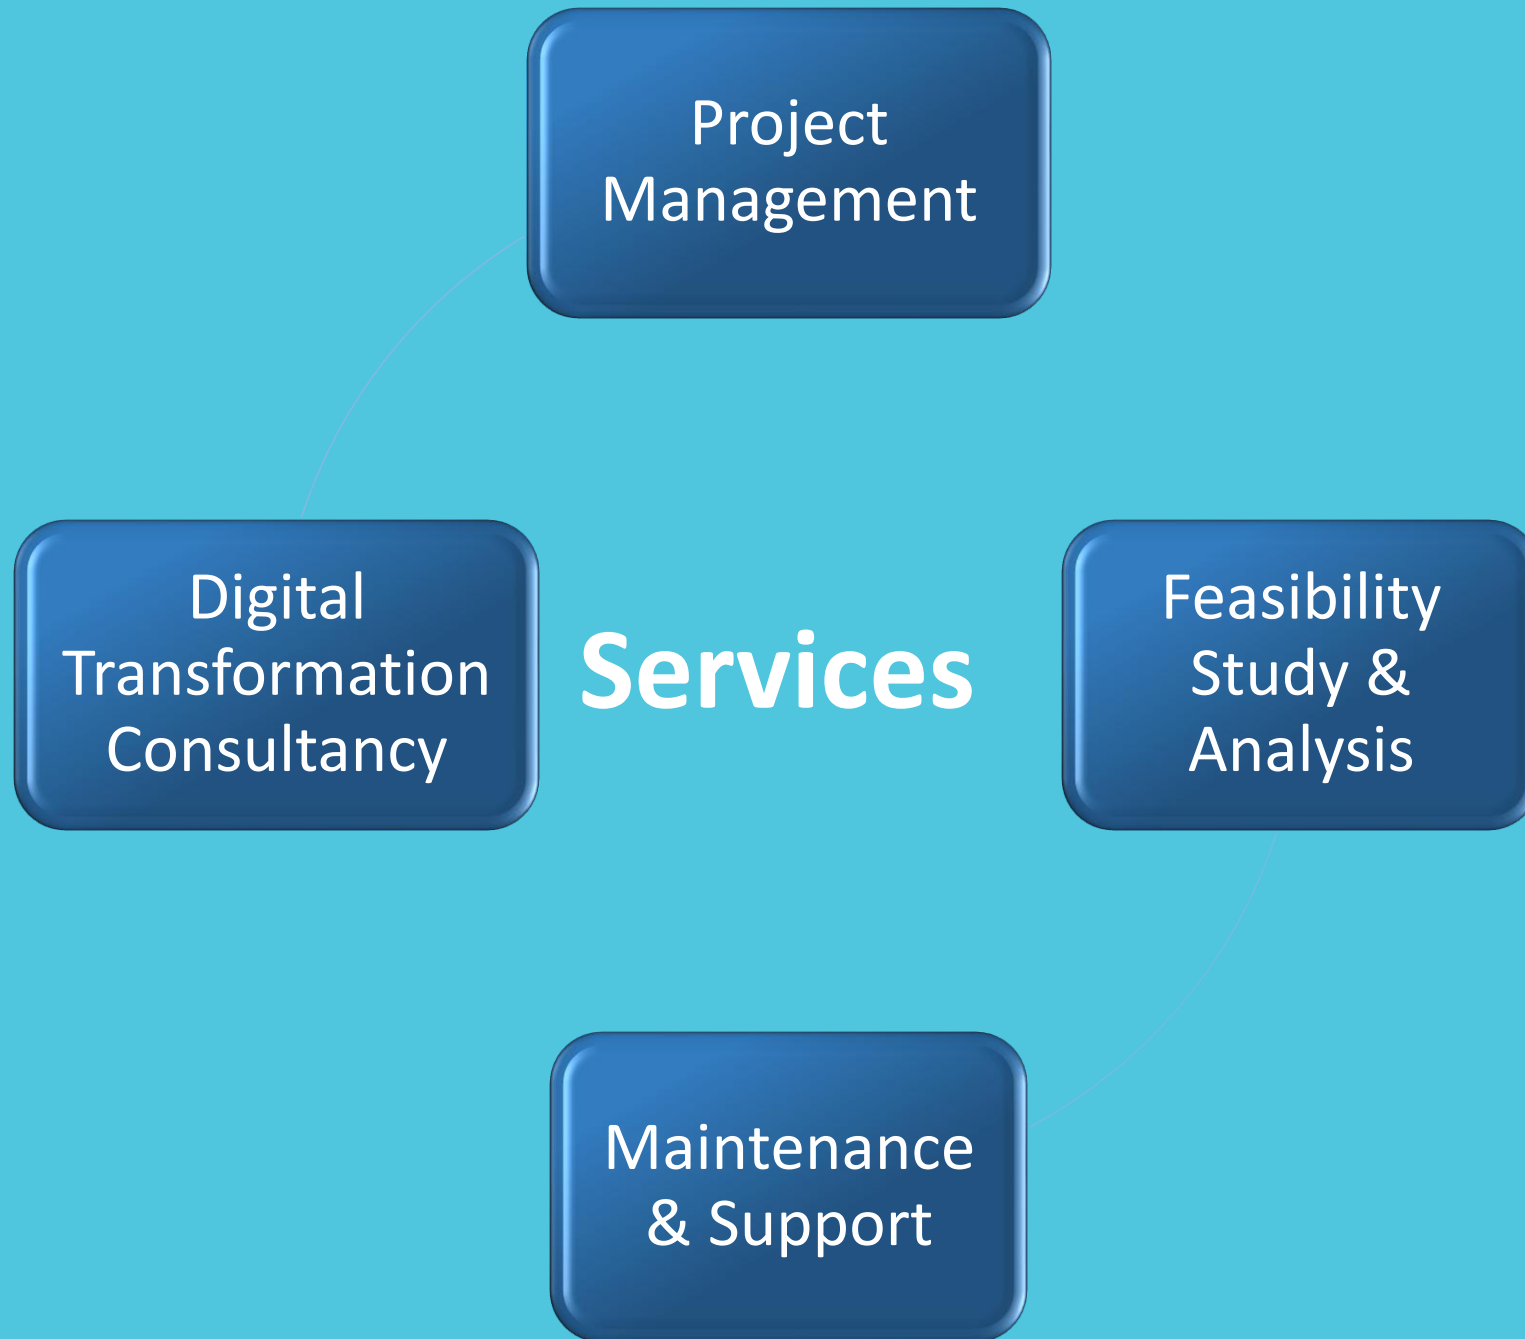 Project
Management
Digital
Transformation
Consultancy
Services
Feasibility
Study &
Analysis
Maintenance
& Support